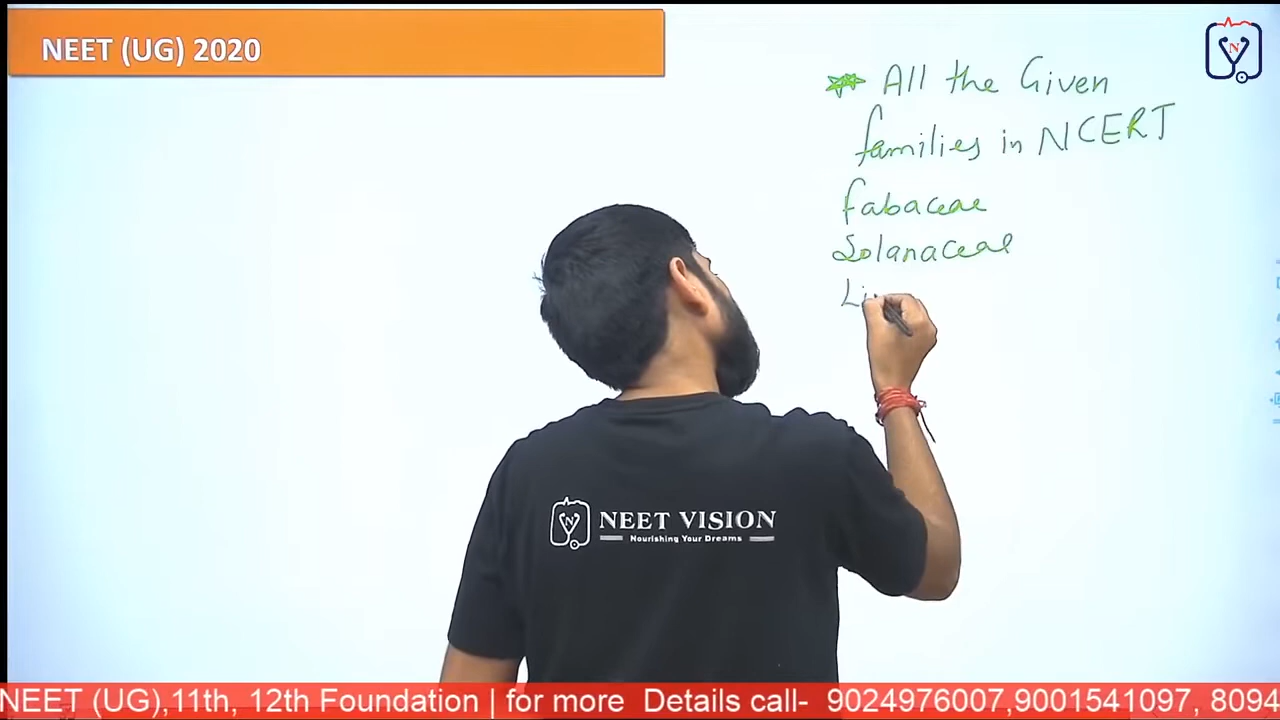 NEET (UG) 2020
N
All the Given
families in NCERT
fabaceae
Solanaceae
Li
N NEET VISION
Nourishing Your Dreams
NEET (UG),11th, 12th Foundation | for more Details call- 9024976007,9001541097, 8094